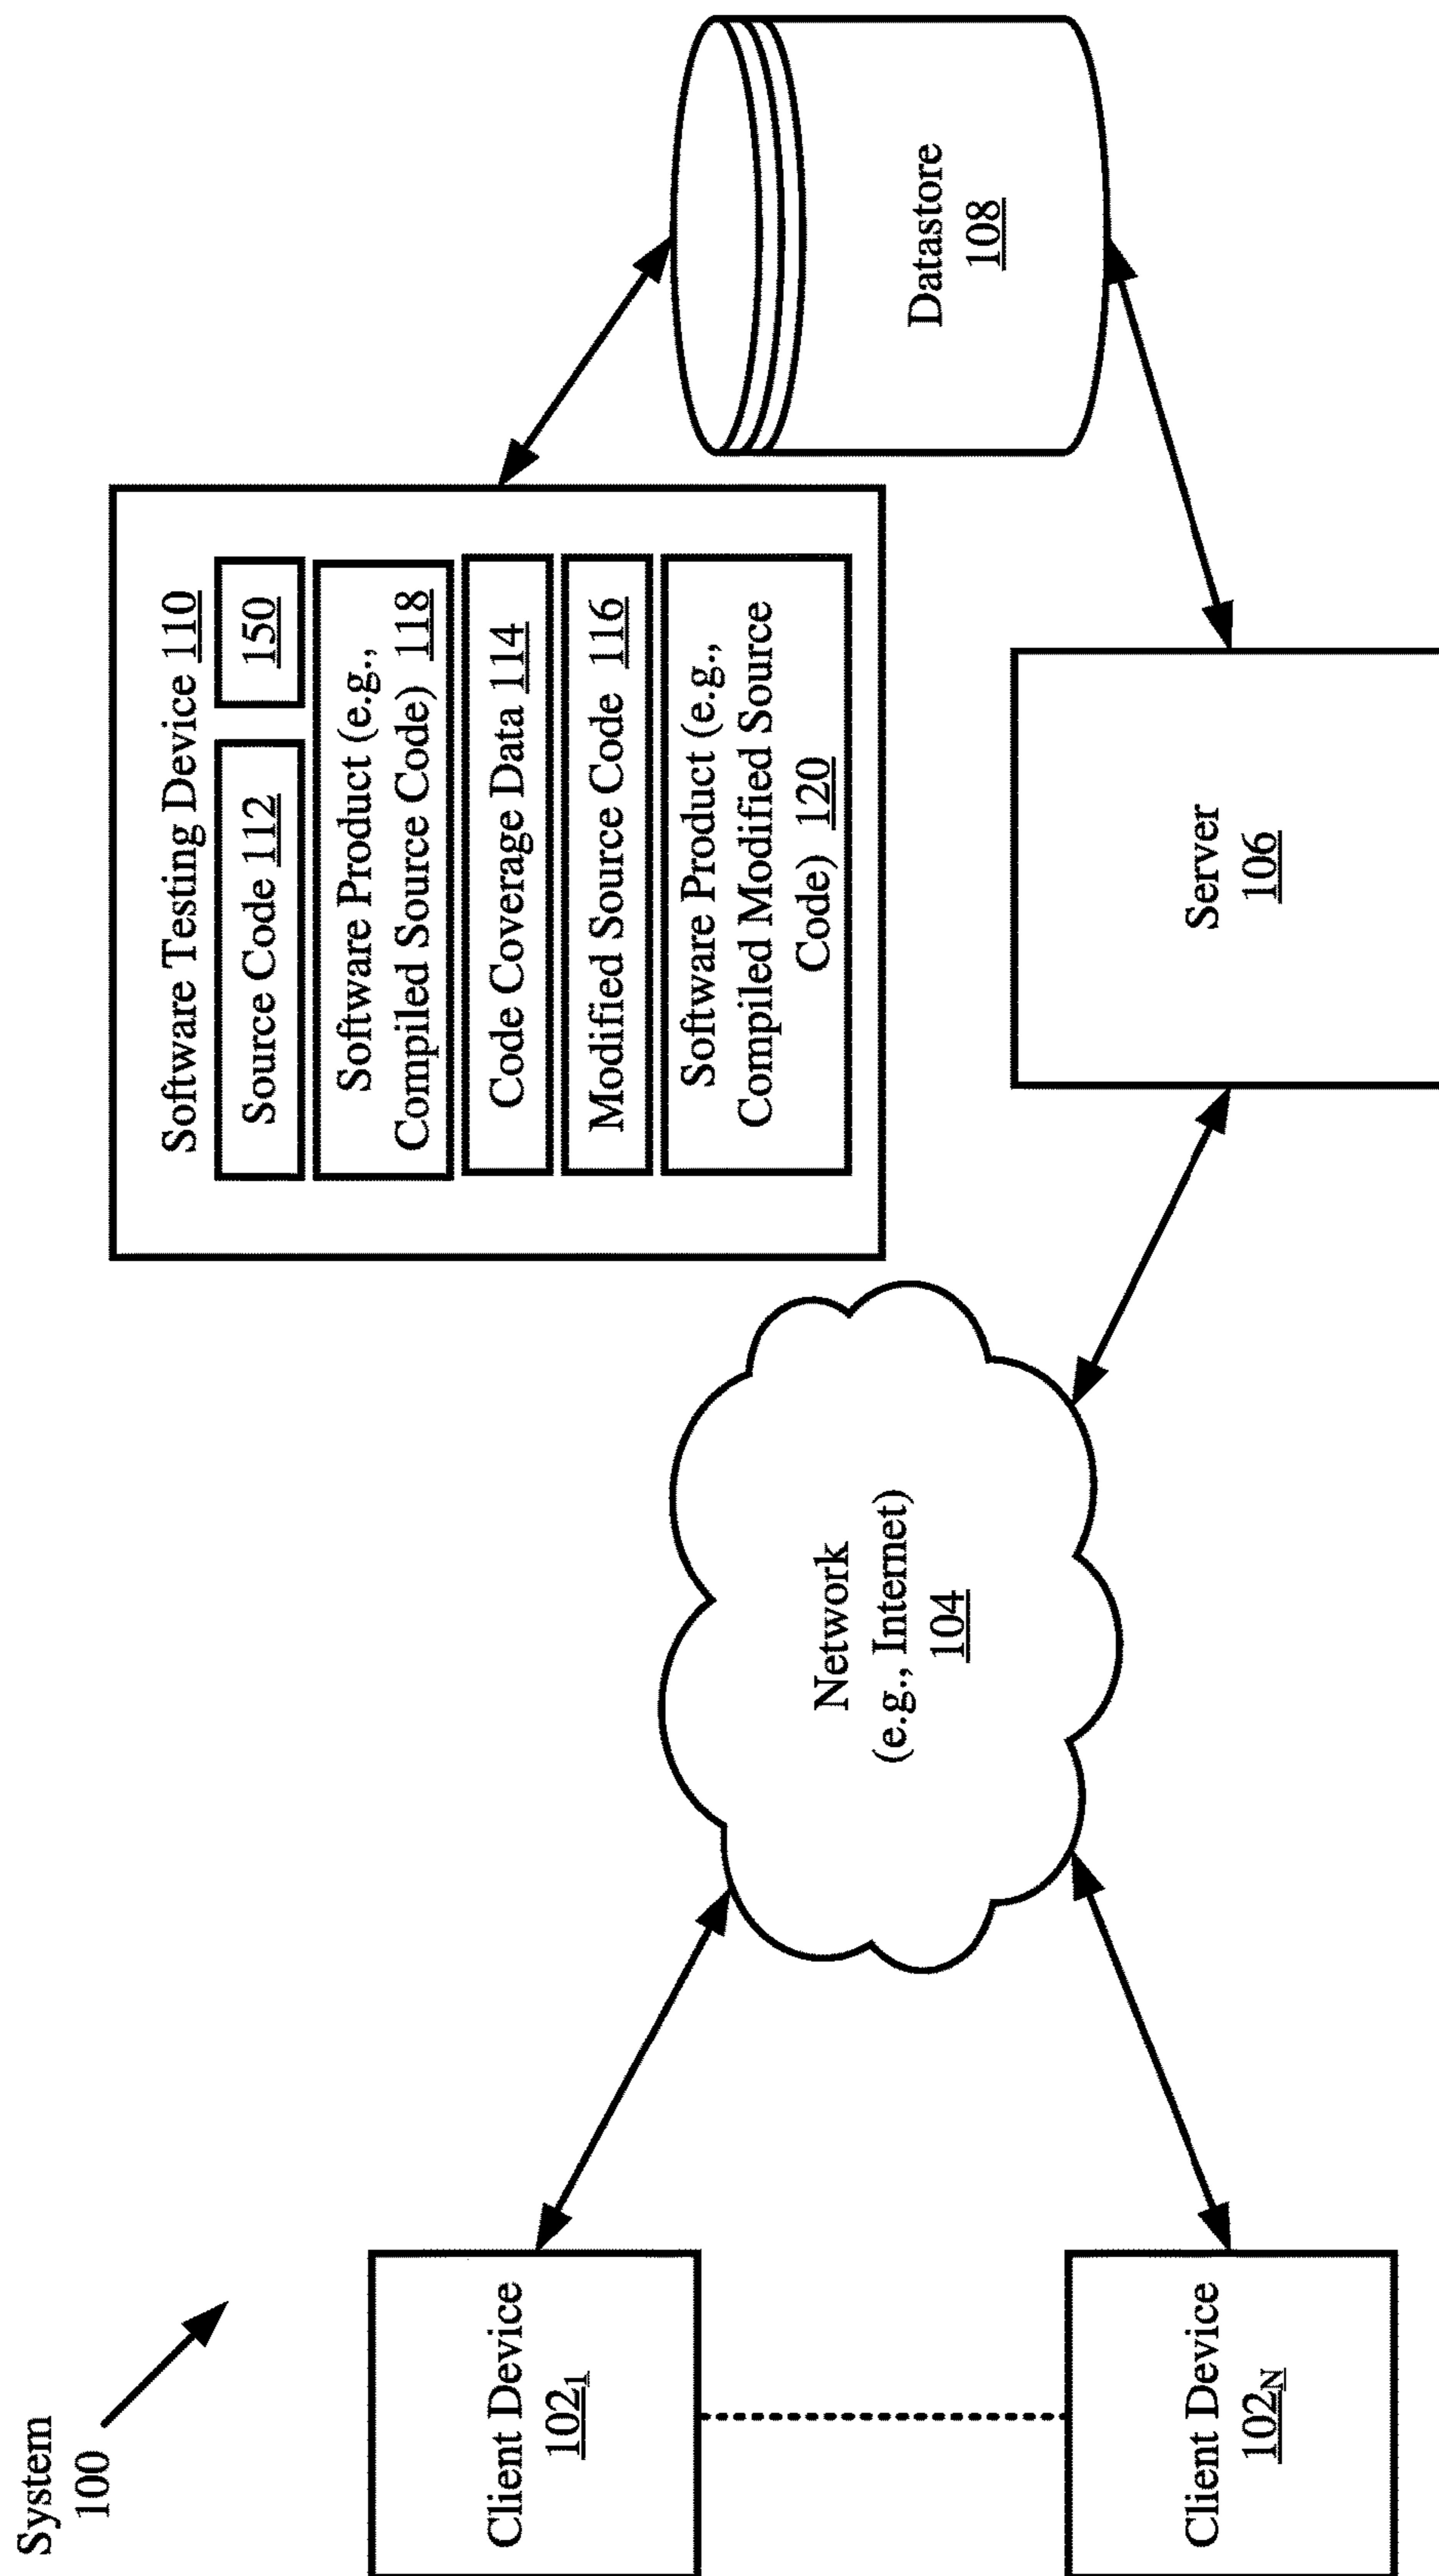 System
100
Client Device
102₁
Client Device
102N
Network
(e.g., Internet)
104
Software Testing Device 110
Source Code 112
150
Software Product (e.g.,
Compiled Source Code) 118
Code Coverage Data 114
Modified Source Code 116
Software Product (e.g.,
Compiled Modified Source
Code) 120
Server
106
Datastore
108